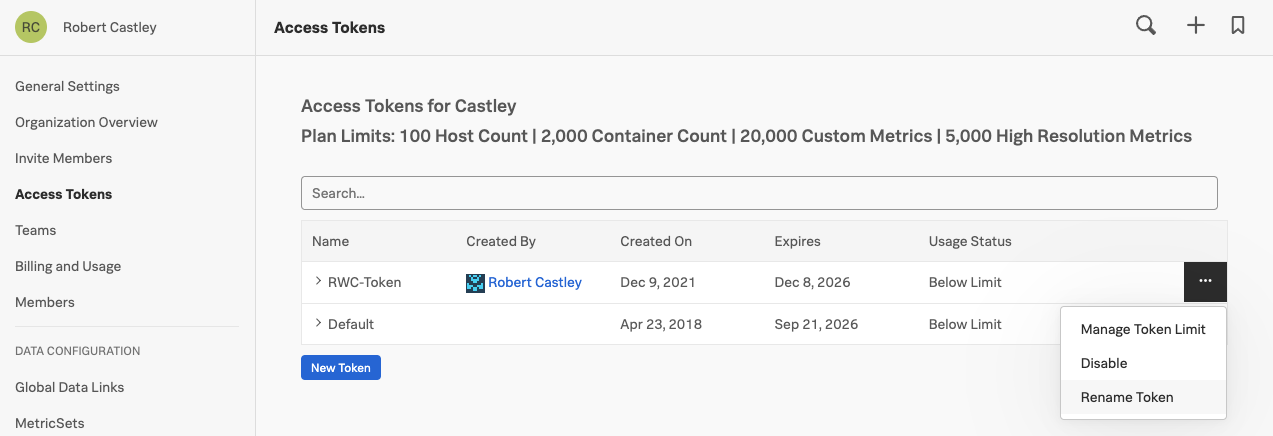 RC Robert Castley
Access Tokens
General Settings
Organization Overview
Invite Members
Access Tokens
Teams
Billing and Usage
Members
DATA CONFIGURATION
Global Data Links
MetricSets
Access Tokens for Castley
Plan Limits: 100 Host Count | 2,000 Container Count | 20,000 Custom Metrics | 5,000 High Resolution Metrics
Search...
Name Created By Created On Expires Usage Status
RWC-Token Robert Castley Dec 9, 2021 Dec 8, 2026 Below Limit
Default Apr 23, 2018 Sep 21, 2026 Below Limit
New Token
Manage Token Limit
Disable
Rename Token